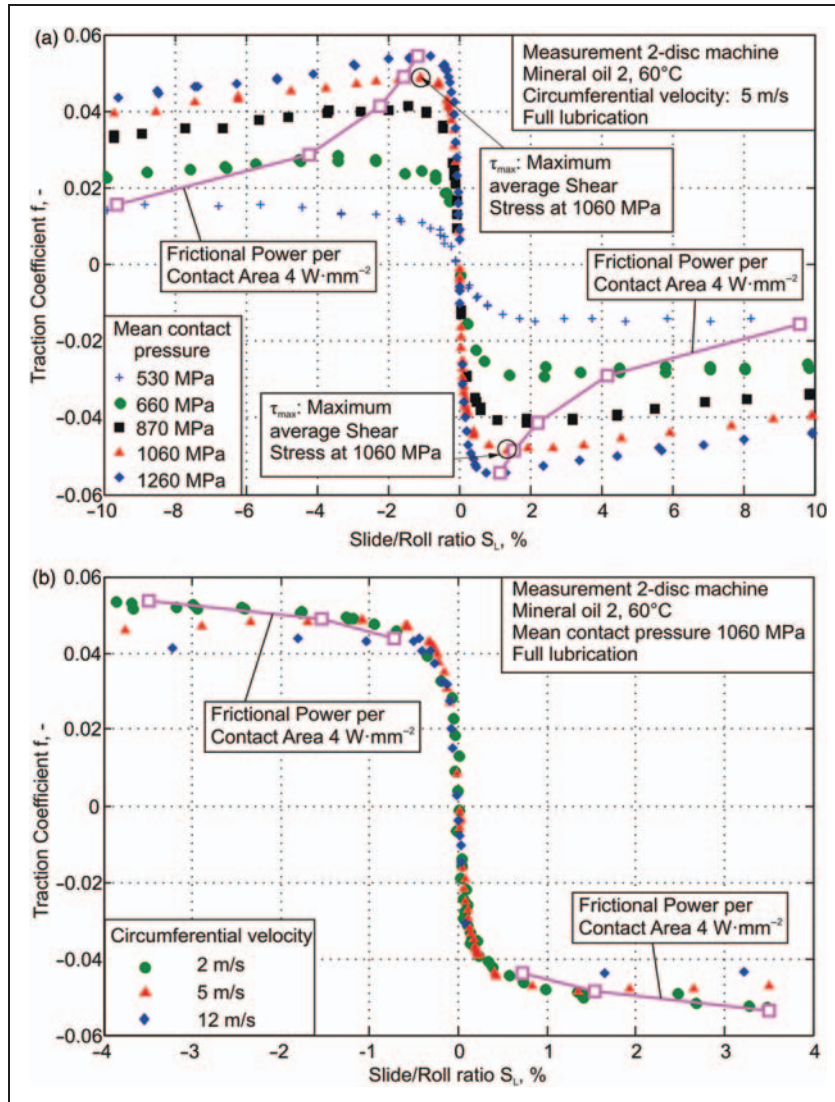 (a)
0.06
0.04
0.02
0
-0.02
-0.04
-0.06
Traction Coefficient f, -
Measurement 2-disc machine
Mineral oil 2, 60°C
Circumferential velocity: 5 m/s
Full lubrication
τmax: Maximum
average Shear
Stress at 1060 MPa
Frictional Power per
Contact Area 4 W·mm⁻²
Frictional Power per
Contact Area 4 W·mm⁻²
Mean contact
pressure
530 MPa
660 MPa
870 MPa
1060 MPa
1260 MPa
τmax: Maximum
average Shear
Stress at 1060 MPa
-10 -8 -6 -4 -2 0 2 4 6 8 10
Slide/Roll ratio SL, %
(b)
0.06
0.04
0.02
0
-0.02
-0.04
-0.06
Traction Coefficient f, -
Measurement 2-disc machine
Mineral oil 2, 60°C
Mean contact pressure 1060 MPa
Full lubrication
Frictional Power per
Contact Area 4 W·mm⁻²
Frictional Power per
Contact Area 4 W·mm⁻²
Circumferential velocity
2 m/s
5 m/s
12 m/s
-4 -3 -2 -1 0 1 2 3 4
Slide/Roll ratio SL, %